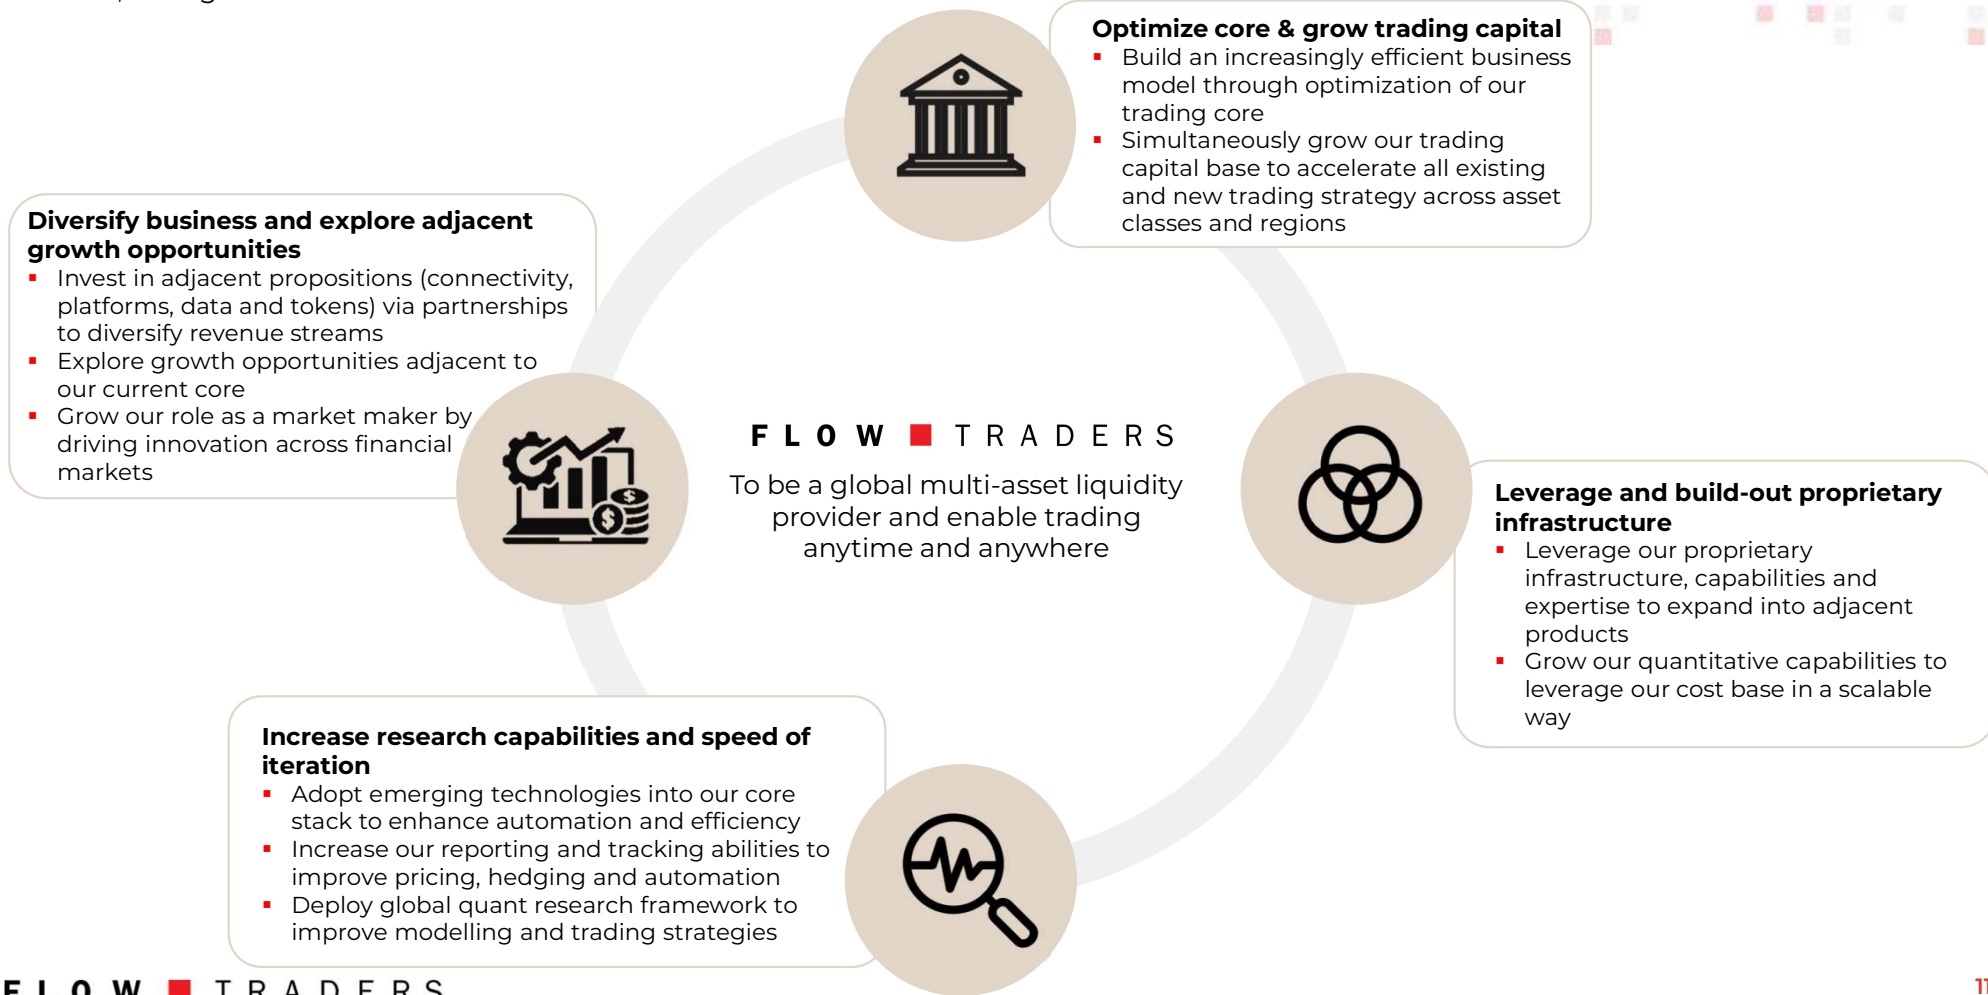 Optimize core & grow trading capital
▪ Build an increasingly efficient business
model through optimization of our
trading core
▪ Simultaneously grow our trading
capital base to accelerate all existing
and new trading strategy across asset
classes and regions
Diversify business and explore adjacent
growth opportunities
▪ Invest in adjacent propositions (connectivity,
platforms, data and tokens) via partnerships
to diversify revenue streams
▪ Explore growth opportunities adjacent to
our current core
▪ Grow our role as a market maker by
driving innovation across financial
markets
FLOW TRADERS
To be a global multi-asset liquidity
provider and enable trading
anytime and anywhere
Leverage and build-out proprietary
infrastructure
▪ Leverage our proprietary
infrastructure, capabilities and
expertise to expand into adjacent
products
▪ Grow our quantitative capabilities to
leverage our cost base in a scalable
way
Increase research capabilities and speed of
iteration
▪ Adopt emerging technologies into our core
stack to enhance automation and efficiency
▪ Increase our reporting and tracking abilities to
improve pricing, hedging and automation
▪ Deploy global quant research framework to
improve modelling and trading strategies
FLOW TRADERS
11